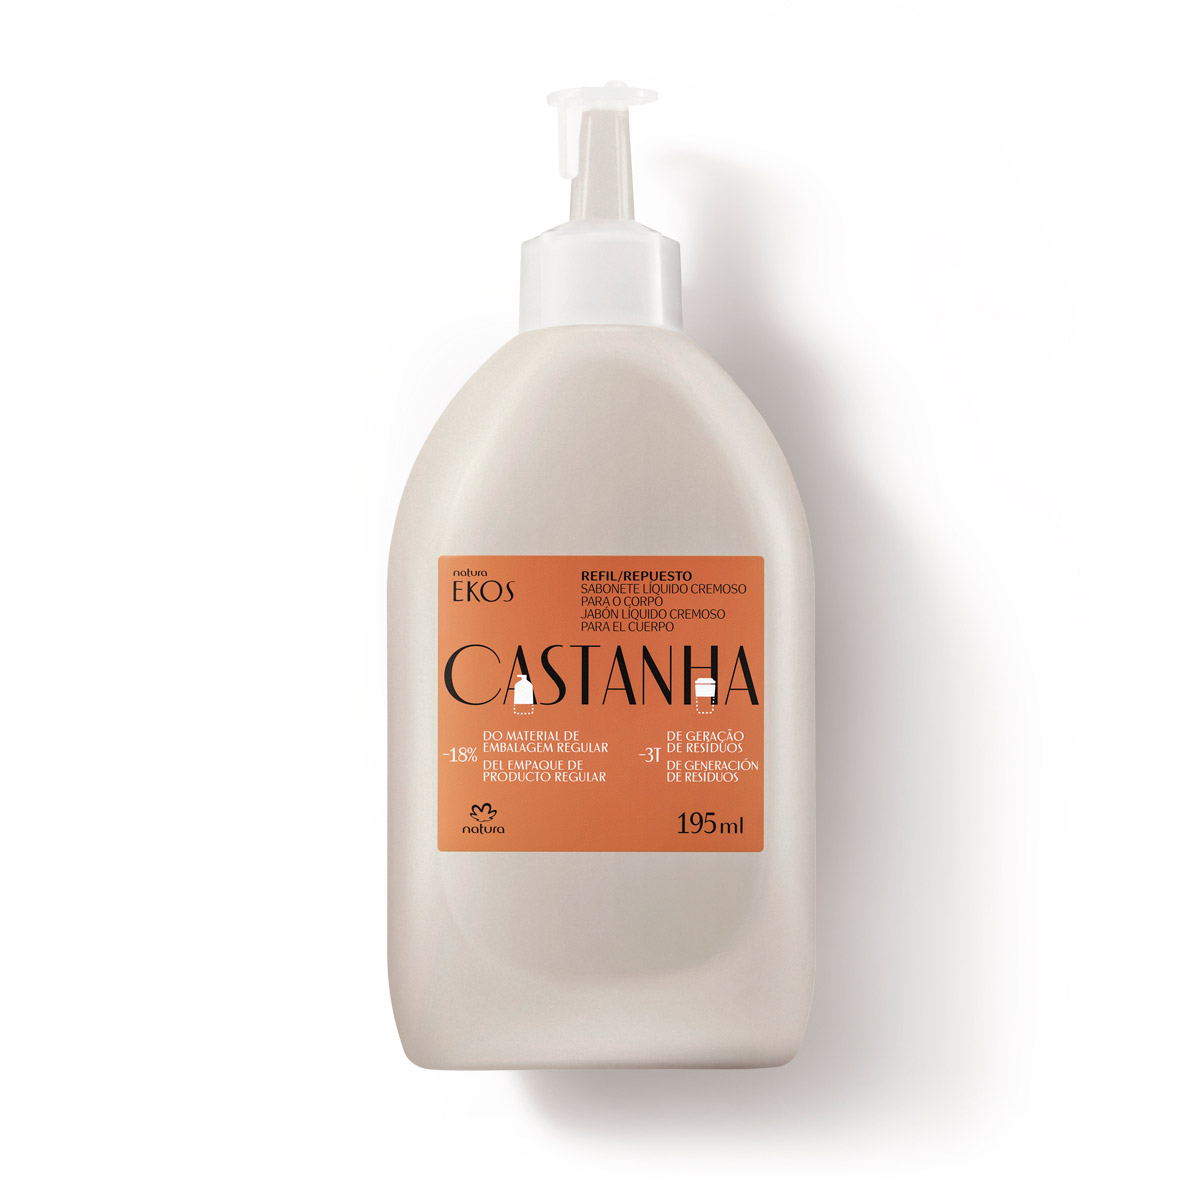 natura
EKOS
REFIL/REPUESTO
SABONETE LÍQUIDO CREMOSO
PARA O CORPO
JABÓN LÍQUIDO CREMOSO
PARA EL CUERPO
CASTANHA
-18%
DO MATERIAL DE
EMBALAGEM REGULAR
DEL EMPAQUE DE
PRODUCTO REGULAR
-3T
DE GERAÇÃO
DE RESÍDUOS
DE GENERACIÓN
DE RESÍDUOS
natura
195ml